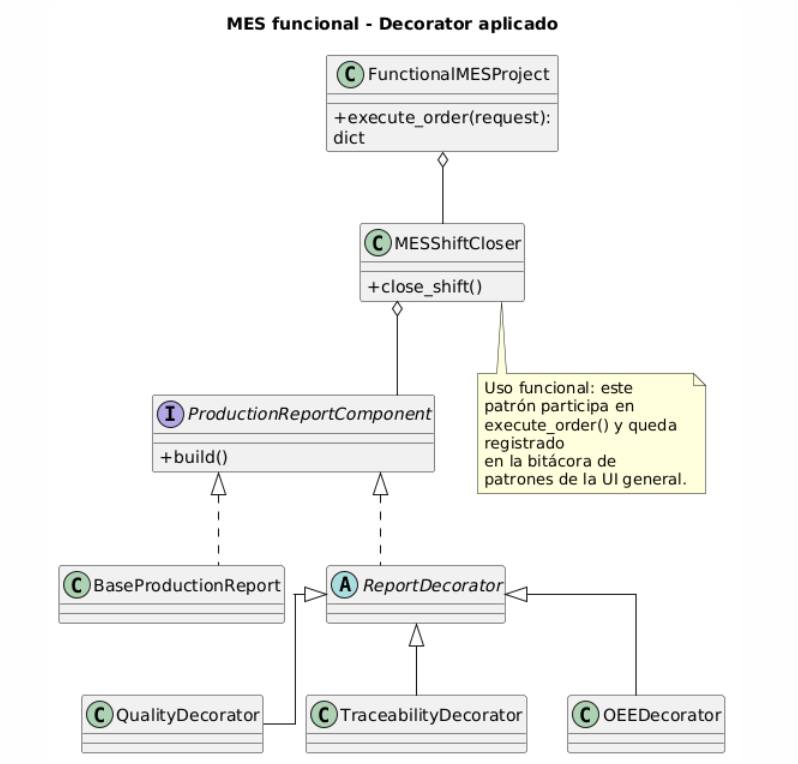 MES funcional - Decorator aplicado
C FunctionalMESProject
+execute_order(request):
dict
C MESShiftCloser
+close_shift()
I ProductionReportComponent
+build()
Uso funcional: este
patrón participa en
execute_order() y queda
registrado
en la bitácora de
patrones de la UI general.
C BaseProductionReport
A ReportDecorator
C QualityDecorator
C TraceabilityDecorator
C OEEDecorator